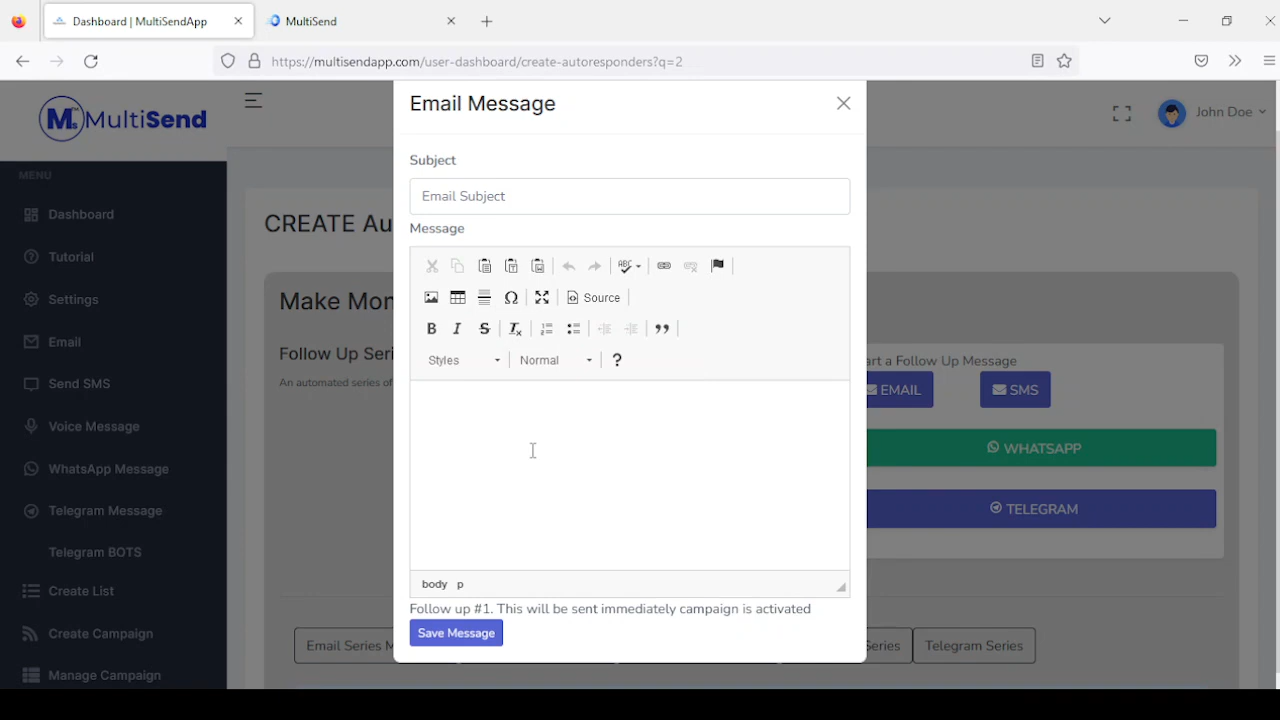 Dashboard | MultiSendApp
MultiSend
https://multisendapp.com/user-dashboard/create-autoresponders?q=2
MultiSend
MENU
Dashboard
Tutorial
Settings
Email
Send SMS
Voice Message
WhatsApp Message
Telegram Message
Telegram BOTS
Create List
Create Campaign
Manage Campaign
John Doe
CREATE Au
Make Mon
Follow Up Seri
An automated series of
Email Message
Subject
Email Subject
Message
ABC
Source
B I S Tx
Styles Normal ?
body p
Follow up #1. This will be sent immediately campaign is activated
Save Message
art a Follow Up Message
EMAIL SMS
WHATSAPP
TELEGRAM
Email Series M
eries
Telegram Series